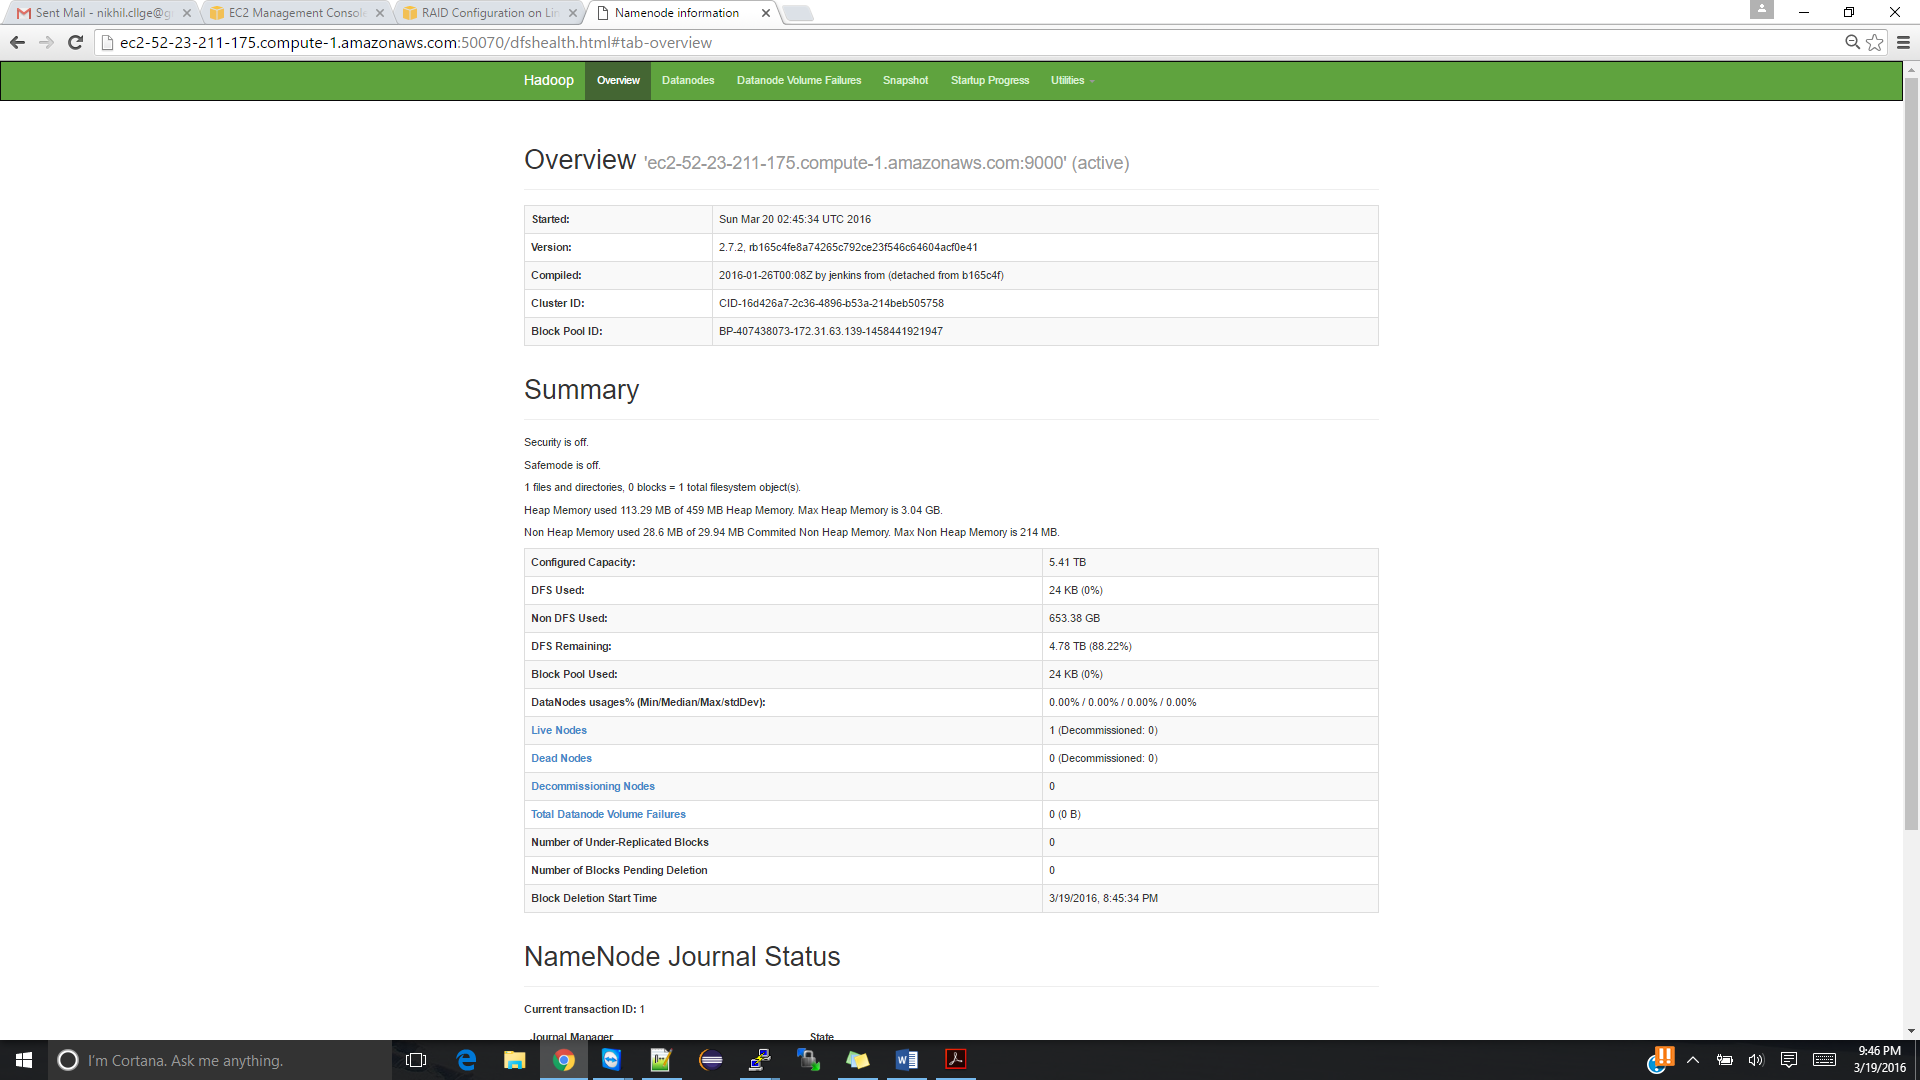 Sent Mail - nikhil.cllge@g
EC2 Management Console
RAID Configuration on Lin
Namenode information
ec2-52-23-211-175.compute-1.amazonaws.com:50070/dfshealth.html#tab-overview
Hadoop Overview Datanodes Datanode Volume Failures Snapshot Startup Progress Utilities
Overview 'ec2-52-23-211-175.compute-1.amazonaws.com:9000' (active)
Started: Sun Mar 20 02:45:34 UTC 2016
Version: 2.7.2, rb165c4fe8a74265c792ce23f546c64604acf0e41
Compiled: 2016-01-26T00:08Z by jenkins from (detached from b165c4f)
Cluster ID: CID-16d426a7-2c36-4896-b53a-214beb505758
Block Pool ID: BP-407438073-172.31.63.139-1458441921947
Summary
Security is off.
Safemode is off.
1 files and directories, 0 blocks = 1 total filesystem object(s).
Heap Memory used 113.29 MB of 459 MB Heap Memory. Max Heap Memory is 3.04 GB.
Non Heap Memory used 28.6 MB of 29.94 MB Commited Non Heap Memory. Max Non Heap Memory is 214 MB.
Configured Capacity: 5.41 TB
DFS Used: 24 KB (0%)
Non DFS Used: 653.38 GB
DFS Remaining: 4.78 TB (88.22%)
Block Pool Used: 24 KB (0%)
DataNodes usages% (Min/Median/Max/stdDev): 0.00% / 0.00% / 0.00% / 0.00%
Live Nodes 1 (Decommissioned: 0)
Dead Nodes 0 (Decommissioned: 0)
Decommissioning Nodes 0
Total Datanode Volume Failures 0 (0 B)
Number of Under-Replicated Blocks 0
Number of Blocks Pending Deletion 0
Block Deletion Start Time 3/19/2016, 8:45:34 PM
NameNode Journal Status
Current transaction ID: 1
Journal Manager State
I'm Cortana. Ask me anything.
9:46 PM
3/19/2016